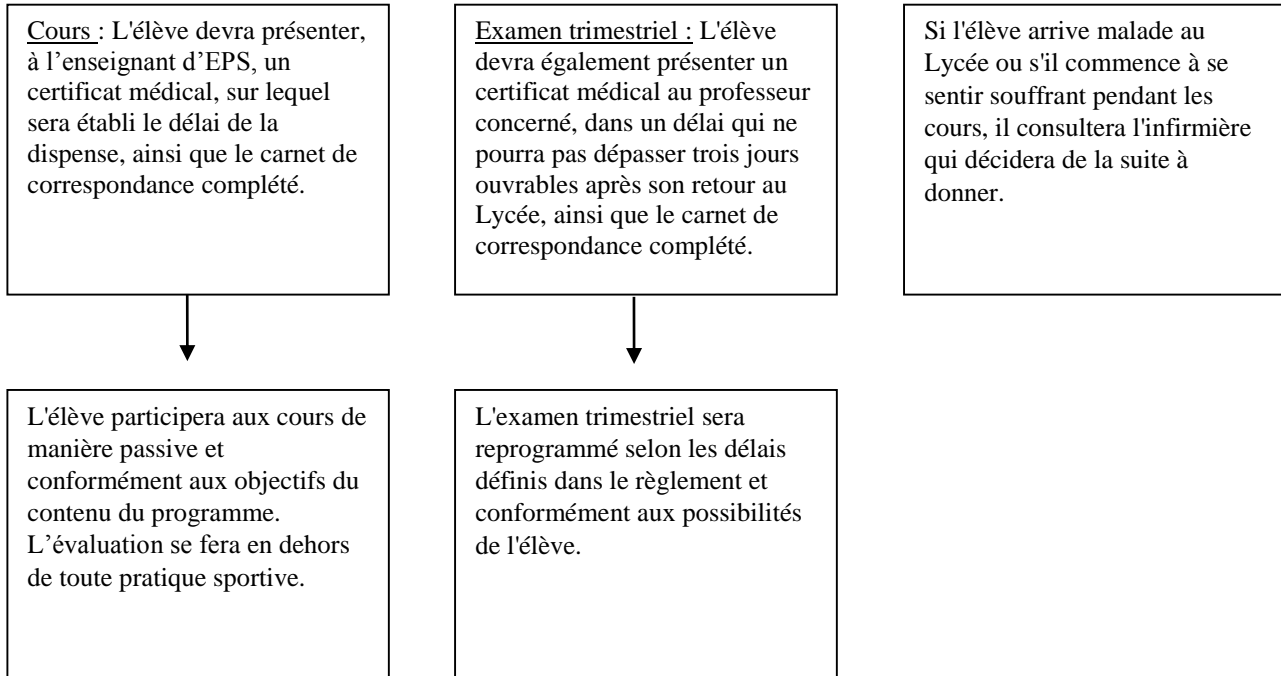 Cours : L'élève devra présenter,
à l’enseignant d’EPS, un
certificat médical, sur lequel
sera établi le délai de la
dispense, ainsi que le carnet de
correspondance complété.
Examen trimestriel : L'élève
devra également présenter un
certificat médical au professeur
concerné, dans un délai qui ne
pourra pas dépasser trois jours
ouvrables après son retour au
Lycée, ainsi que le carnet de
correspondance complété.
Si l'élève arrive malade au
Lycée ou s'il commence à se
sentir souffrant pendant les
cours, il consultera l'infirmière
qui décidera de la suite à
donner.
L'élève participera aux cours de
manière passive et
conformément aux objectifs du
contenu du programme.
L’évaluation se fera en dehors
de toute pratique sportive.
L'examen trimestriel sera
reprogrammé selon les délais
définis dans le règlement et
conformément aux possibilités
de l'élève.